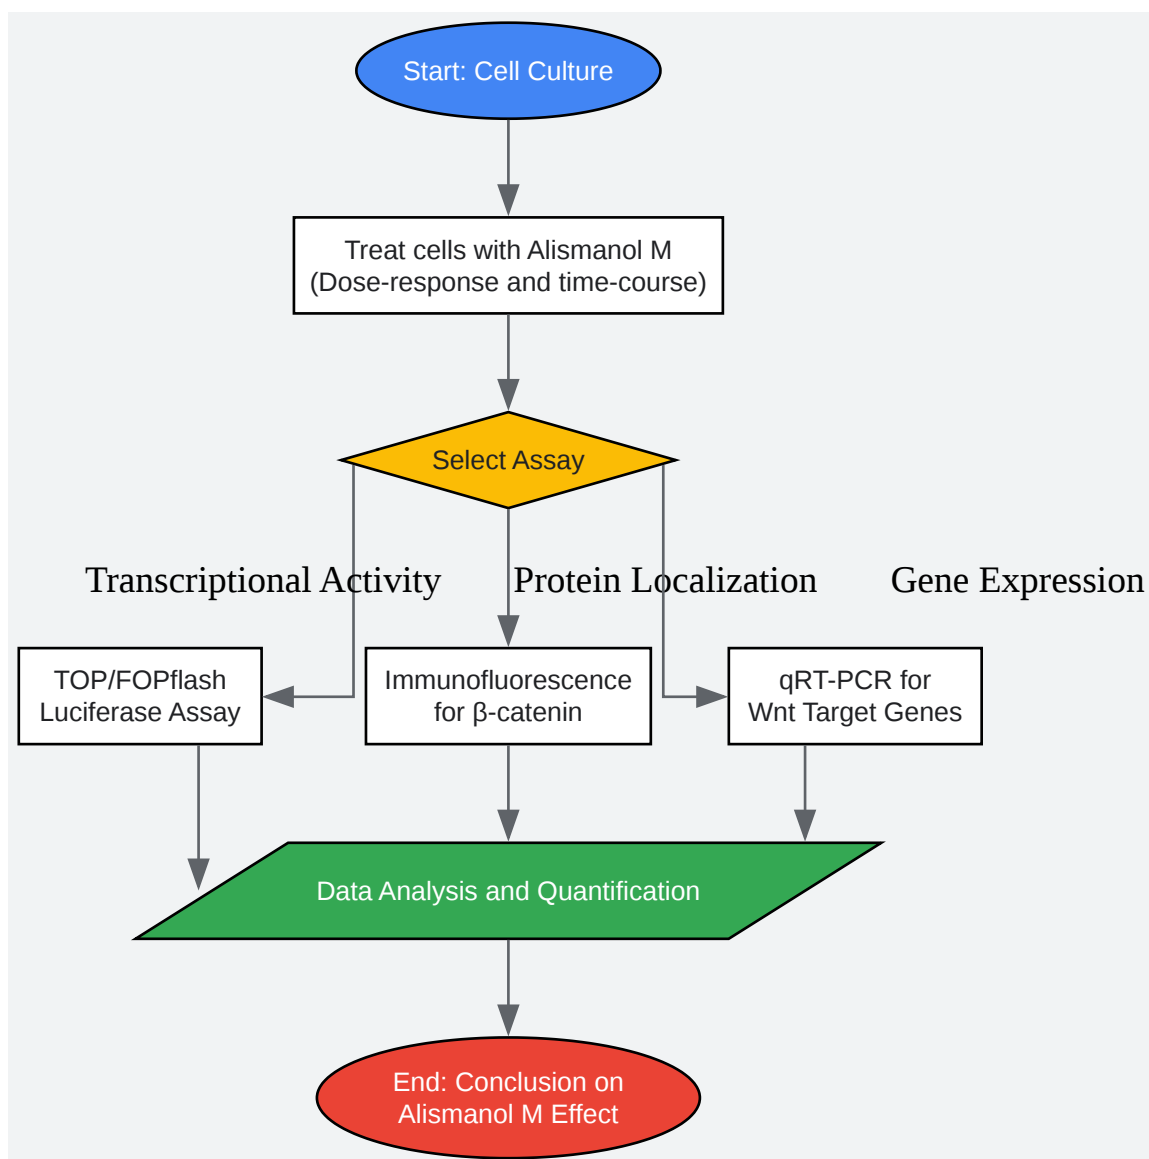 Start: Cell Culture
Treat cells with Alismanol M
(Dose-response and time-course)
Select Assay
Transcriptional Activity
Protein Localization
Gene Expression
TOP/FOPflash
Luciferase Assay
Immunofluorescence
for β-catenin
qRT-PCR for
Wnt Target Genes
Data Analysis and Quantification
End: Conclusion on
Alismanol M Effect